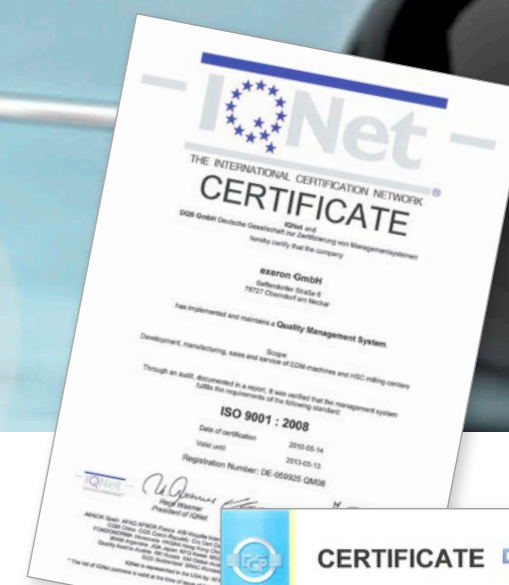 IQNet
THE INTERNATIONAL CERTIFICATION NETWORK ®
CERTIFICATE
IQNet and
DQS GmbH Deutsche Gesellschaft zur Zertifizierung von Managementsystemen
hereby certify that the company
exeron GmbH
Beffendorfer Straße 6
78727 Oberndorf am Neckar
has implemented and maintains a Quality Management System.
Scope:
Development, manufacturing, sales and service of EDM-machines and HSC milling centers
Through an audit, documented in a report, it was verified that the management system
fulfills the requirements of the following standard:
ISO 9001 : 2008
Date of certification 2010-05-14
Valid until 2013-05-13
Registration Number: DE-059925 QM08
IQNet
President of IQNet
CERTIFICATE